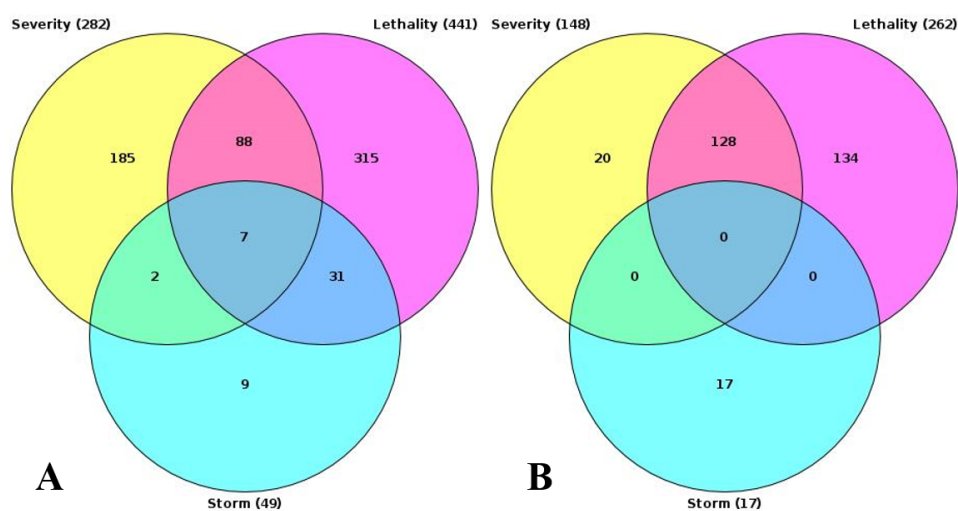 Severity (282)
Lethality (441)
185
88
315
7
2
31
9
A
Storm (49)
Severity (148)
Lethality (262)
20
128
134
0
0
0
17
B
Storm (17)